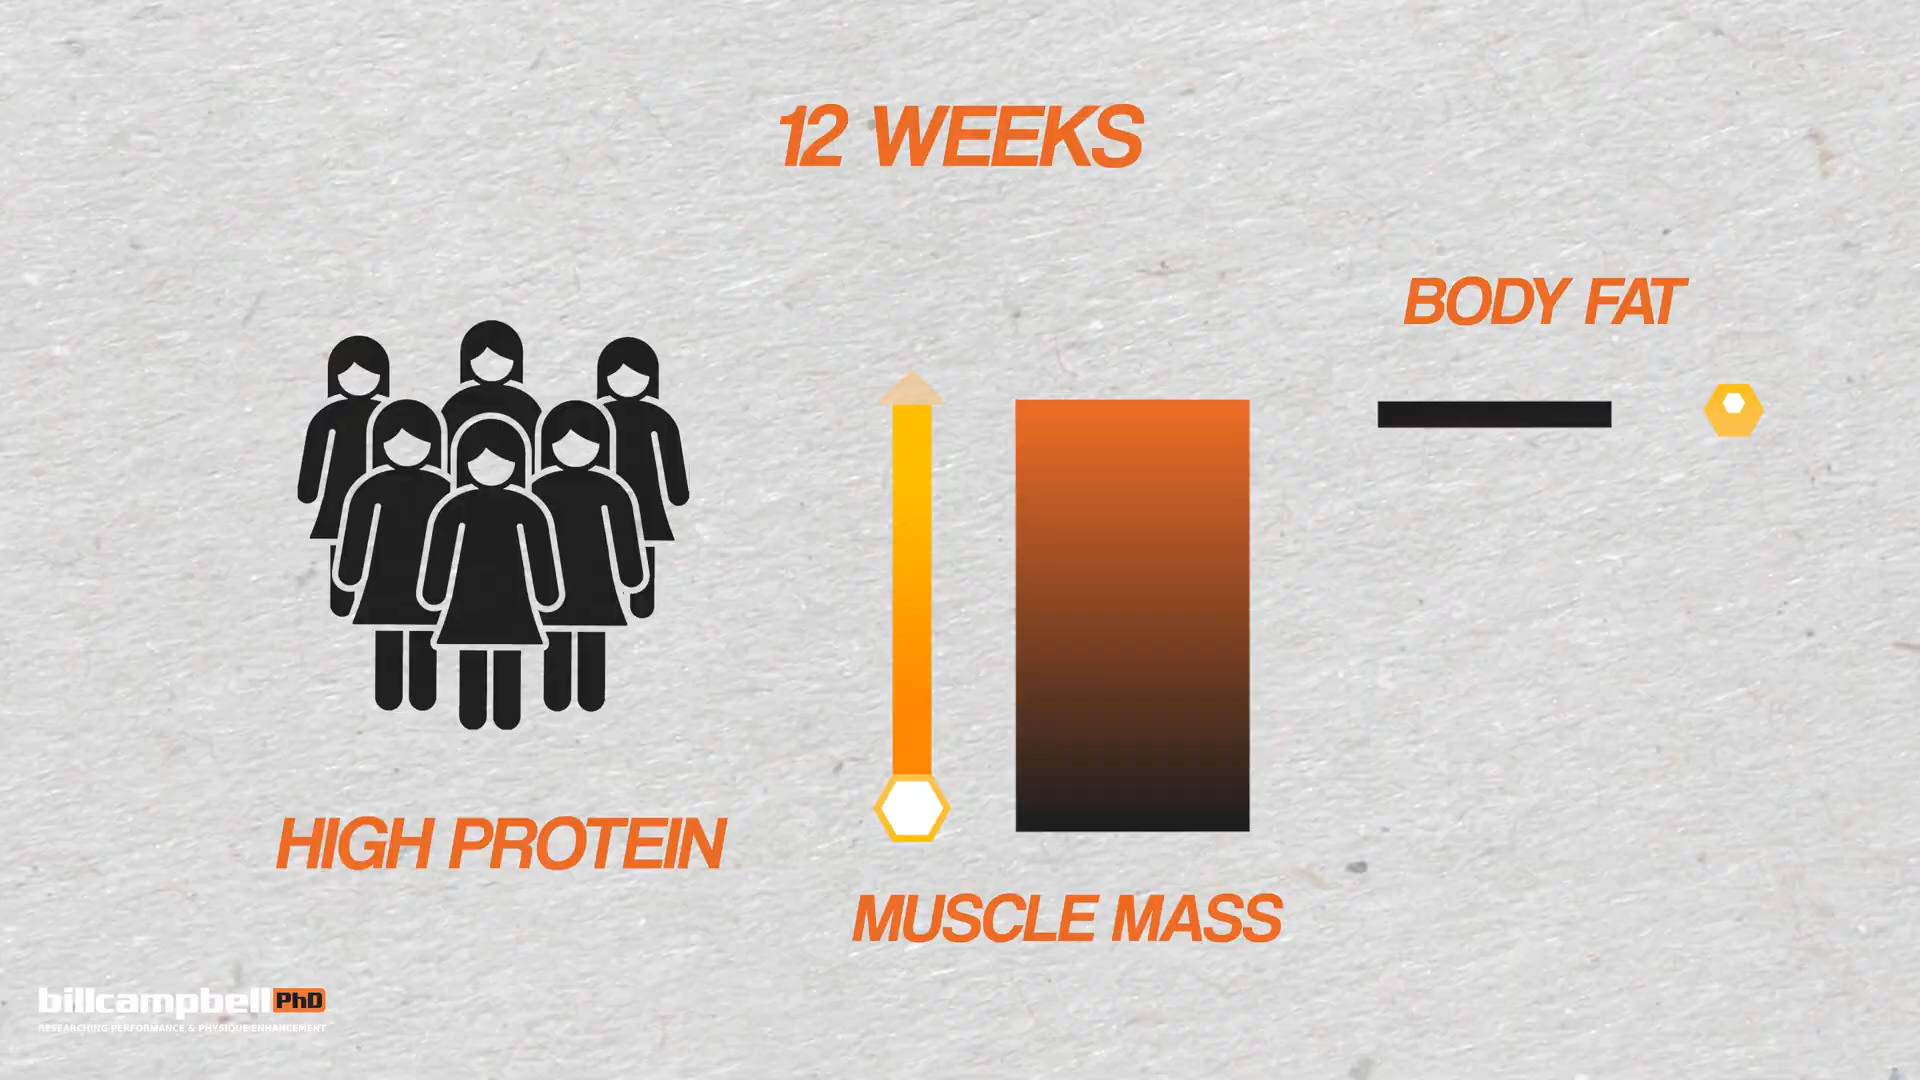 12 WEEKS
BODY FAT
HIGH PROTEIN
MUSCLE MASS
billcampbell PhD
RESEARCHING PERFORMANCE & PHYSIQUE ENHANCEMENT